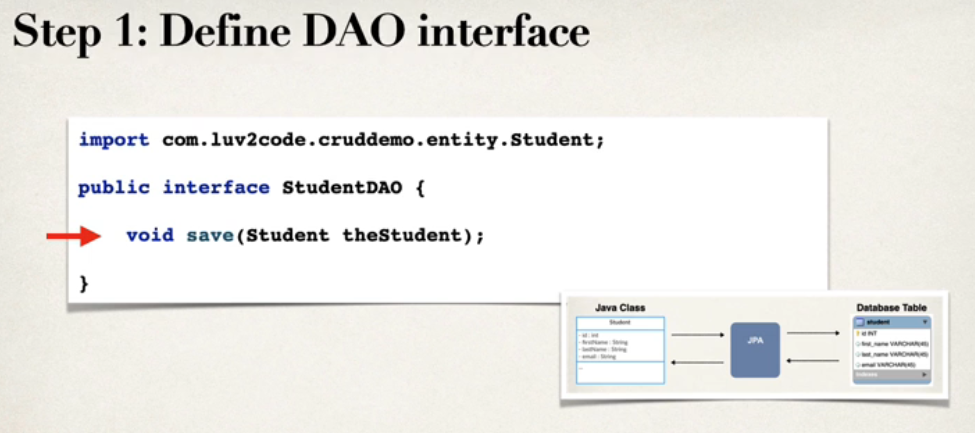 Step 1: Define DAO interface
import com.luv2code.cruddemo.entity.Student;
public interface StudentDAO {
void save(Student theStudent);
}
Java Class
Student
- id : int
- firstName : String
- lastName : String
- email : String
...
JPA
Database Table
student
id INT
first_name VARCHAR(45)
last_name VARCHAR(45)
email VARCHAR(45)
Indexes